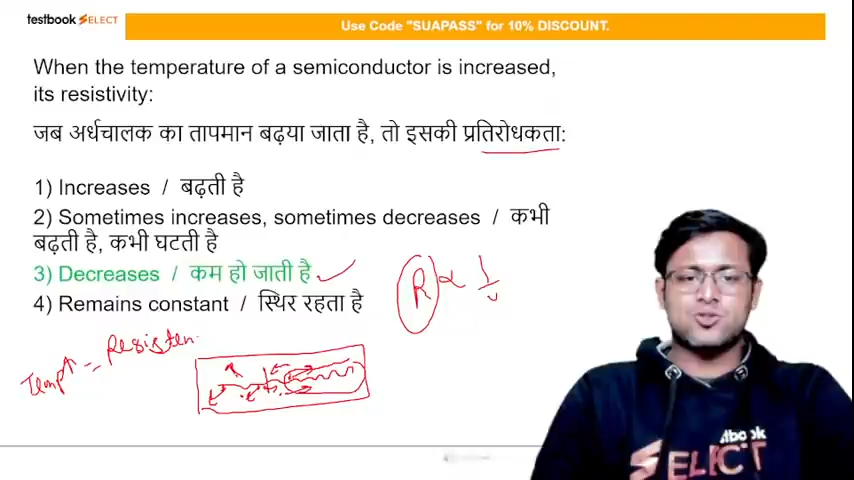 testbook SELECT
Use Code "SUAPASS" for 10% DISCOUNT.
When the temperature of a semiconductor is increased,
its resistivity:
जब अर्धचालक का तापमान बढ़या जाता है, तो इसकी प्रतिरोधकता:
1) Increases / बढ़ती है
2) Sometimes increases, sometimes decreases / कभी
बढ़ती है, कभी घटती है
3) Decreases / कम हो जाती है
4) Remains constant / स्थिर रहता है
R ∝ 1
Temp↑ = Resisten
tbook
SELECT